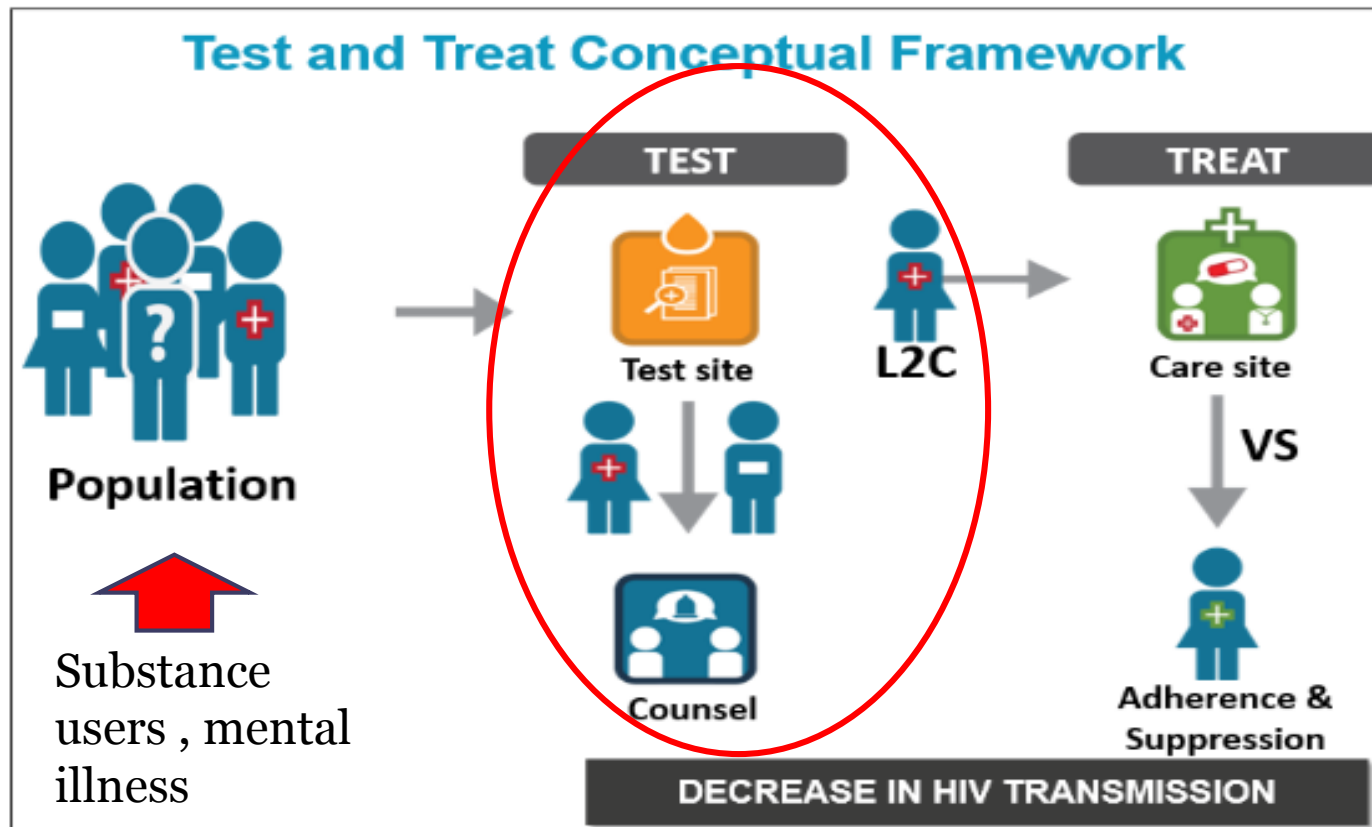 Test and Treat Conceptual Framework
TEST
TREAT
?
Test site
L2C
Care site
Population
VS
Substance
users , mental
illness
Counsel
Adherence &
Suppression
DECREASE IN HIV TRANSMISSION